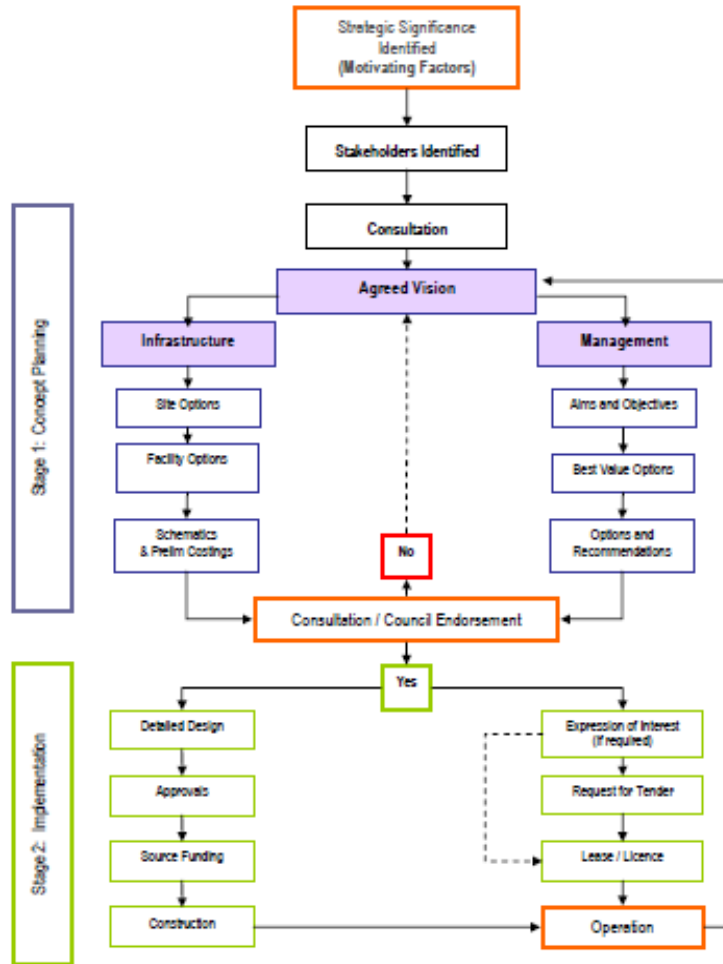 Strategic Significance
Identified
(Motivating Factors)
Stakeholders Identified
Consultation
Agreed Vision
Infrastructure
Management
Stage 1: Concept Planning
Site Options
Aims and Objectives
Facility Options
Best Value Options
Schematics
& Prelim Costings
No
Options and
Recommendations
Consultation / Council Endorsement
Yes
Stage 2: Implementation
Detailed Design
Expression of Interest
(if required)
Approvals
Request for Tender
Source Funding
Lease / Licence
Construction
Operation